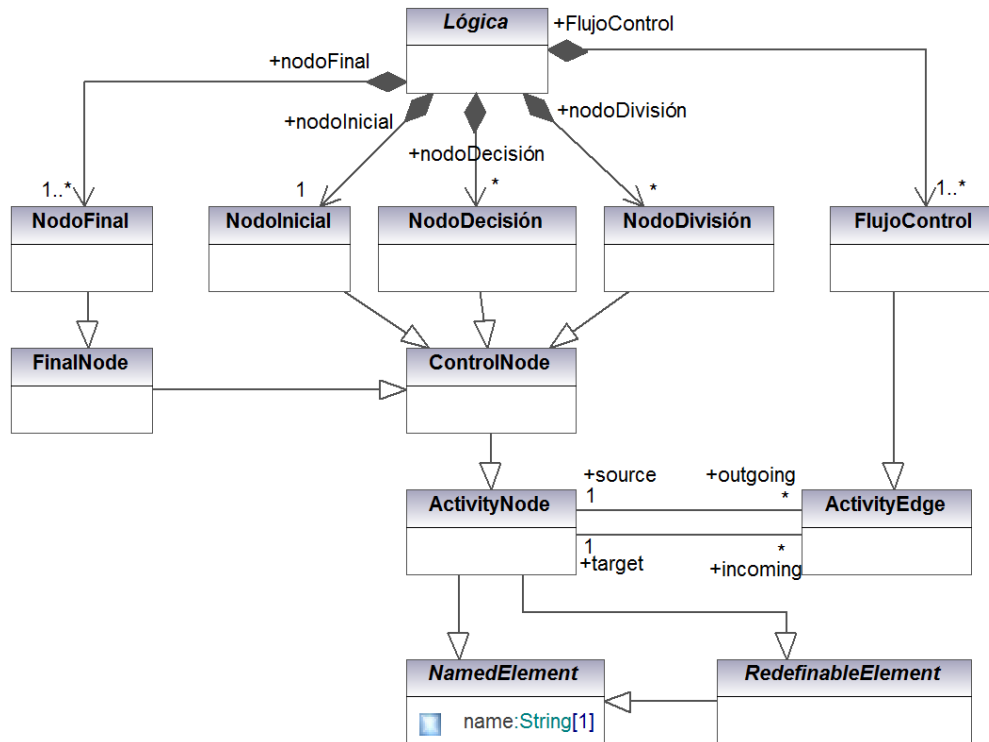 Lógica
+FlujoControl
+nodoFinal
+nodoInicial
+nodoDivisión
+nodoDecisión
1..*
1
*
*
1..*
NodoFinal
NodoInicial
NodoDecisión
NodoDivisión
FlujoControl
FinalNode
ControlNode
+source
+outgoing
1
*
ActivityNode
ActivityEdge
1
*
+target
+incoming
NamedElement
RedefinableElement
name:String[1]